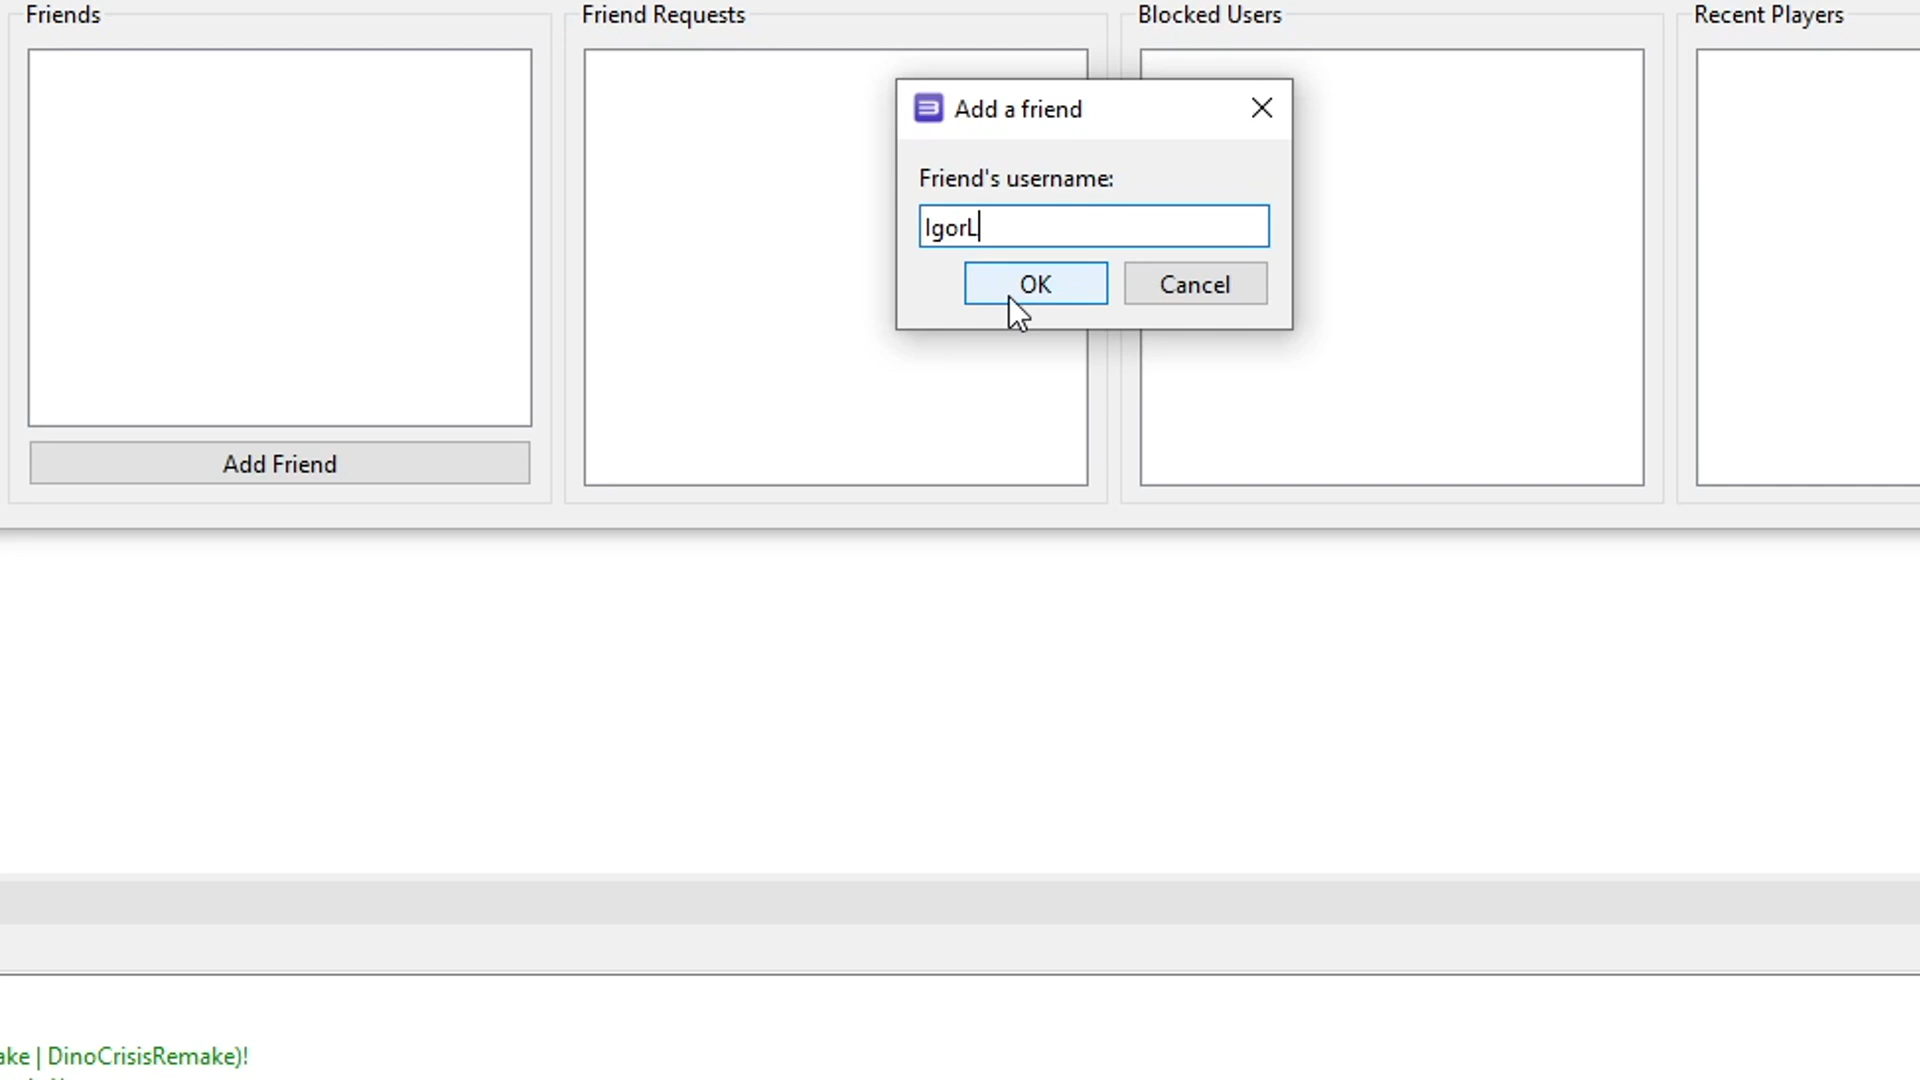 Friends
Friend Requests
Blocked Users
Recent Players
Add a friend
Friend's username:
IgorL
OK
Cancel
Add Friend
ake | DinoCrisisRemake)!